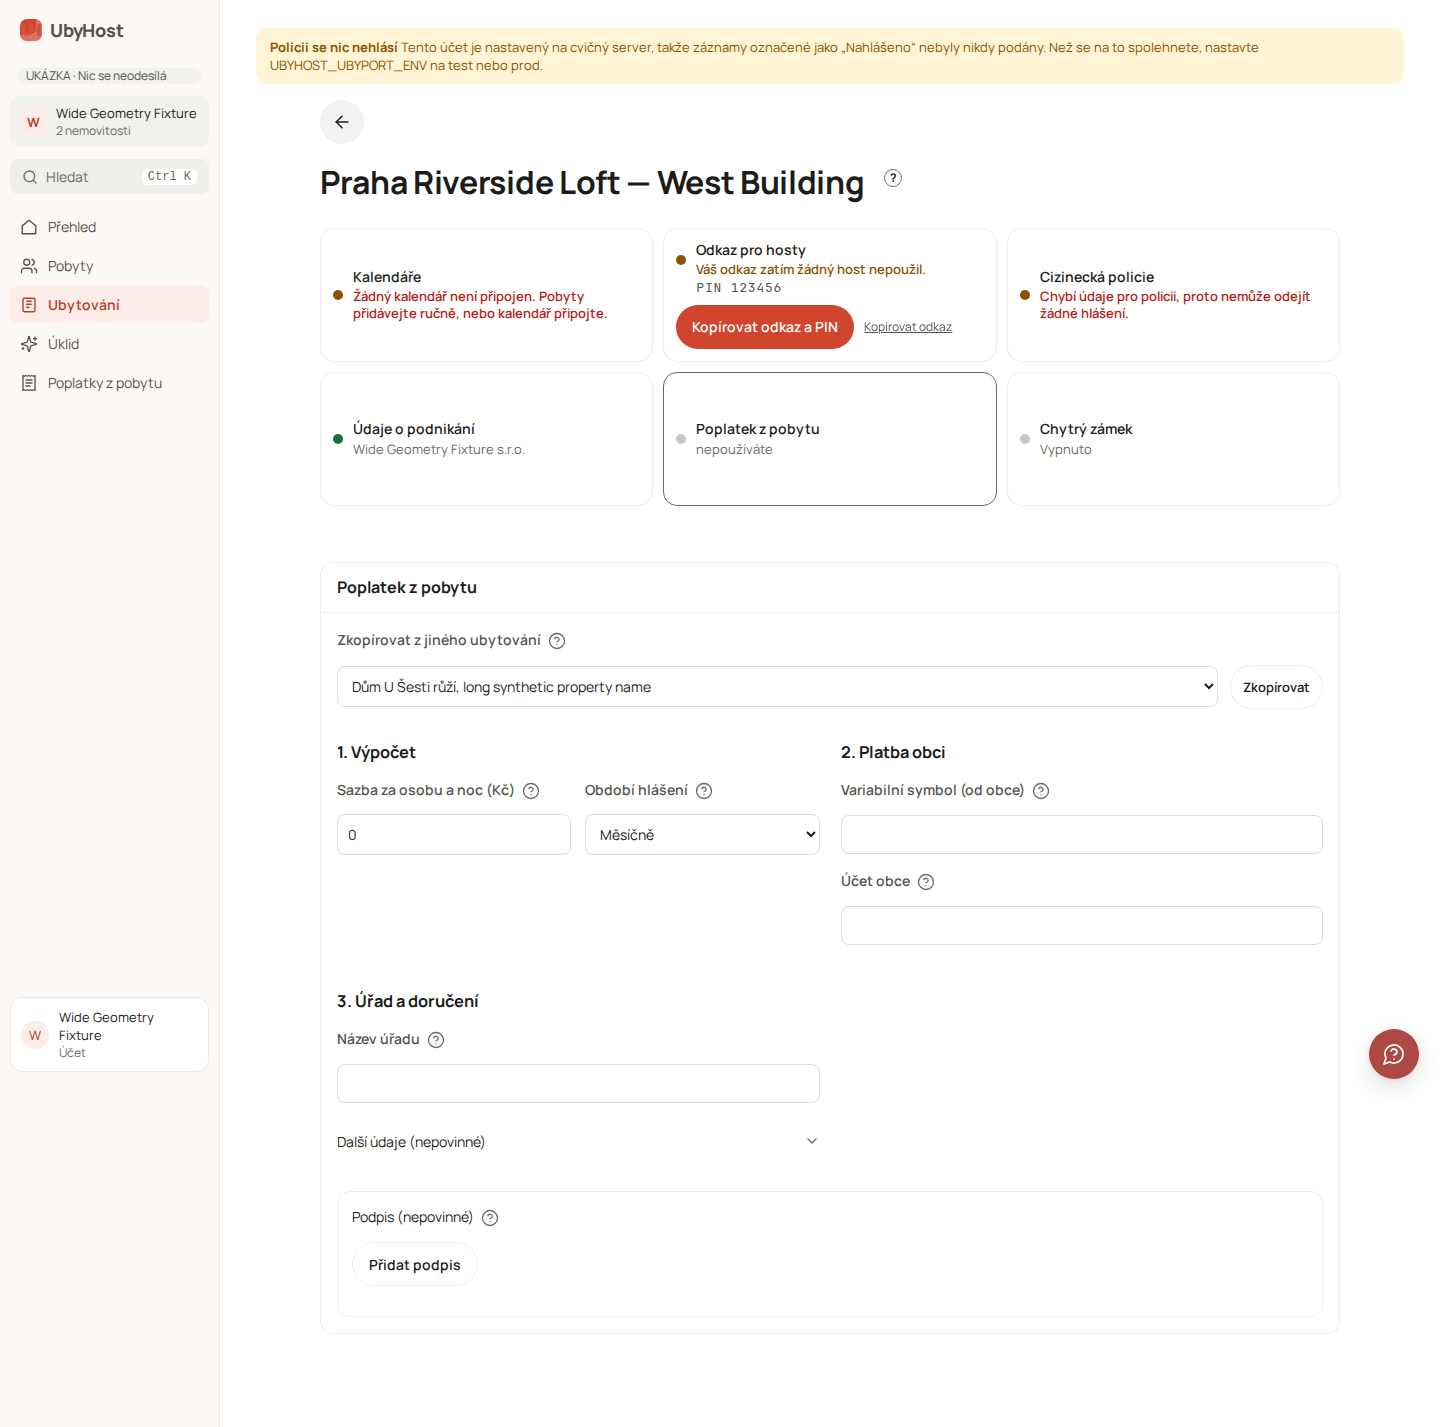 UbyHost
UKÁZKA · Nic se neodesílá
W
Wide Geometry Fixture
2 nemovitosti
Hledat
Ctrl K
Přehled
Pobyty
Ubytování
Úklid
Poplatky z pobytu
W
Wide Geometry
Fixture
Účet
Policii se nic nehlásí Tento účet je nastavený na cvičný server, takže záznamy označené jako „Nahlášeno“ nebyly nikdy podány. Než se na to spolehnete, nastavte
UBYHOST_UBYPORT_ENV na test nebo prod.
Praha Riverside Loft — West Building
?
Kalendáře
Žádný kalendář není připojen. Pobyty
přidávejte ručně, nebo kalendář připojte.
Odkaz pro hosty
Váš odkaz zatím žádný host nepoužil.
PIN 123456
Kopírovat odkaz a PIN
Kopírovat odkaz
Cizinecká policie
Chybí údaje pro policii, proto nemůže odejít
žádné hlášení.
Údaje o podnikání
Wide Geometry Fixture s.r.o.
Poplatek z pobytu
nepoužíváte
Chytrý zámek
Vypnuto
Poplatek z pobytu
Zkopírovat z jiného ubytování ?
Dům U Šesti růží, long synthetic property name
Zkopírovat
1. Výpočet
Sazba za osobu a noc (Kč) ?
0
Období hlášení ?
Měsíčně
2. Platba obci
Variabilní symbol (od obce) ?
Účet obce ?
3. Úřad a doručení
Název úřadu ?
Další údaje (nepovinné)
Podpis (nepovinné) ?
Přidat podpis
?